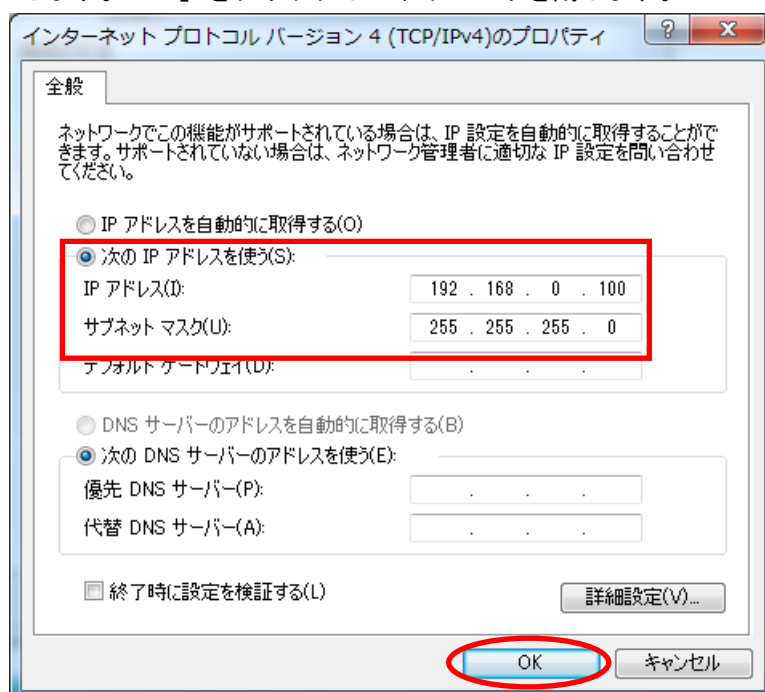 インターネット プロトコル バージョン 4 (TCP/IPv4)のプロパティ
全般
ネットワークでこの機能がサポートされている場合は、IP 設定を自動的に取得することがで
きます。サポートされていない場合は、ネットワーク管理者に適切な IP 設定を問い合わせ
てください。
IP アドレスを自動的に取得する(O)
次の IP アドレスを使う(S):
IP アドレス(I): 192 . 168 . 0 . 100
サブネット マスク(U): 255 . 255 . 255 . 0
デフォルト ゲートウェイ(D): . . .
DNS サーバーのアドレスを自動的に取得する(B)
次の DNS サーバーのアドレスを使う(E):
優先 DNS サーバー(P): . . .
代替 DNS サーバー(A): . . .
終了時に設定を検証する(L)
詳細設定(V)...
OK キャンセル